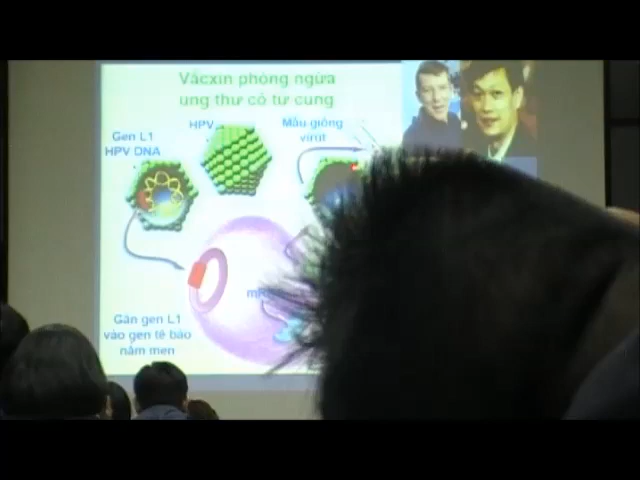 Vắcxin phòng ngừa
ung thư cổ tử cung
Gen L1
HPV DNA
HPV
Mẫu giống
virut
Gắn gen L1
vào gen tế bào
nấm men